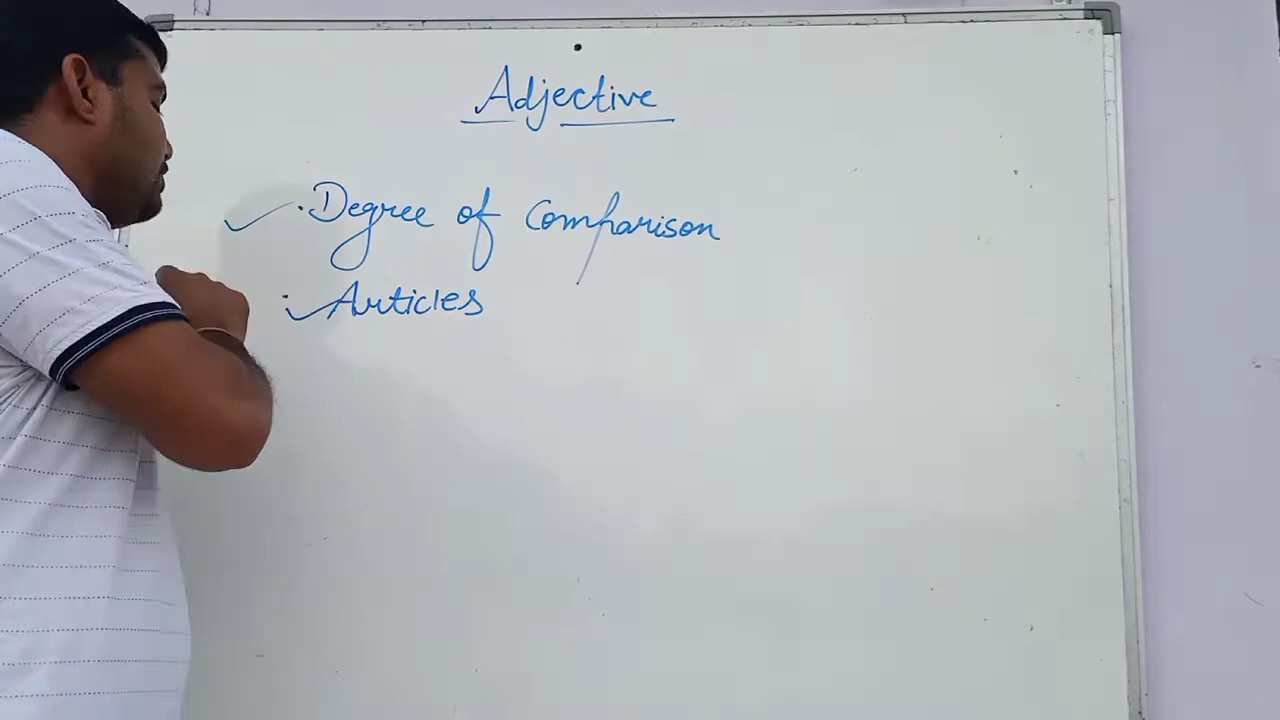 Adjective
✓ · Degree of Comparison
· ✓ Articles